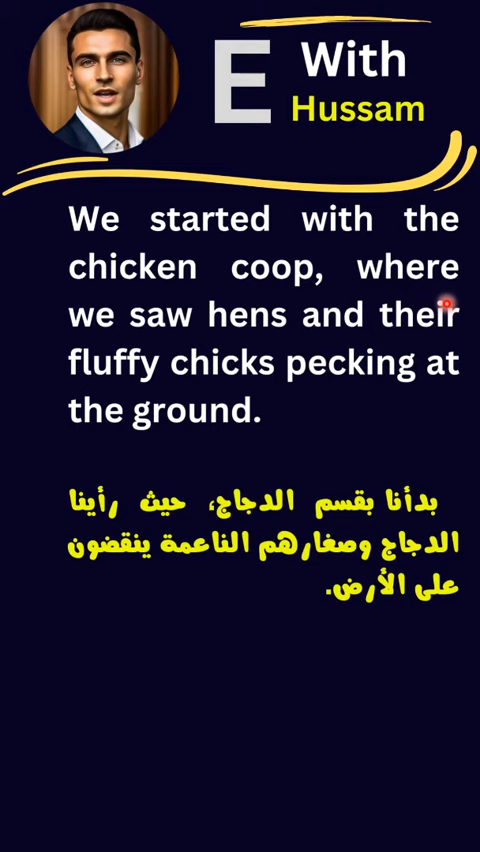 E With
Hussam
We started with the
chicken coop, where
we saw hens and their
fluffy chicks pecking at
the ground.
بدأنا بقسم الدجاج، حيث رأينا
الدجاج وصغارهم الناعمة ينقضون
على الأرض.